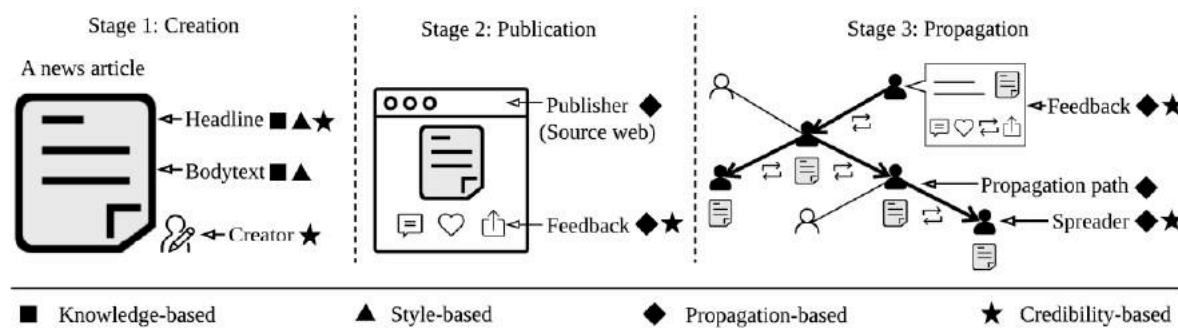 Stage 1: Creation
Stage 2: Publication
Stage 3: Propagation
A news article
Headline
Bodytext
Creator
Publisher
(Source web)
Feedback
Feedback
Propagation path
Spreader
Knowledge-based
Style-based
Propagation-based
Credibility-based